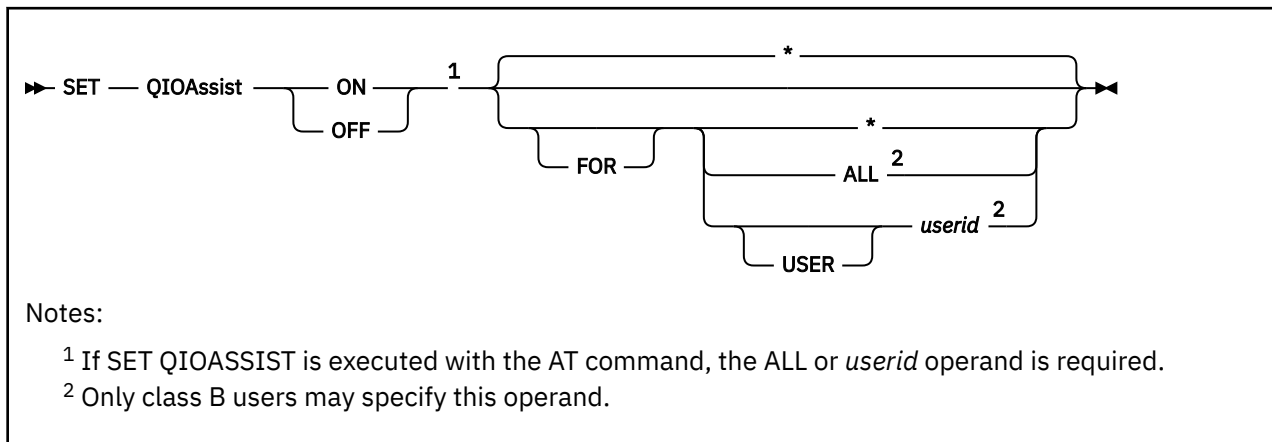 *
SET QIOAssist ON 1
OFF
*
FOR ALL 2
USER userid 2
Notes:
1 If SET QIOASSIST is executed with the AT command, the ALL or userid operand is required.
2 Only class B users may specify this operand.